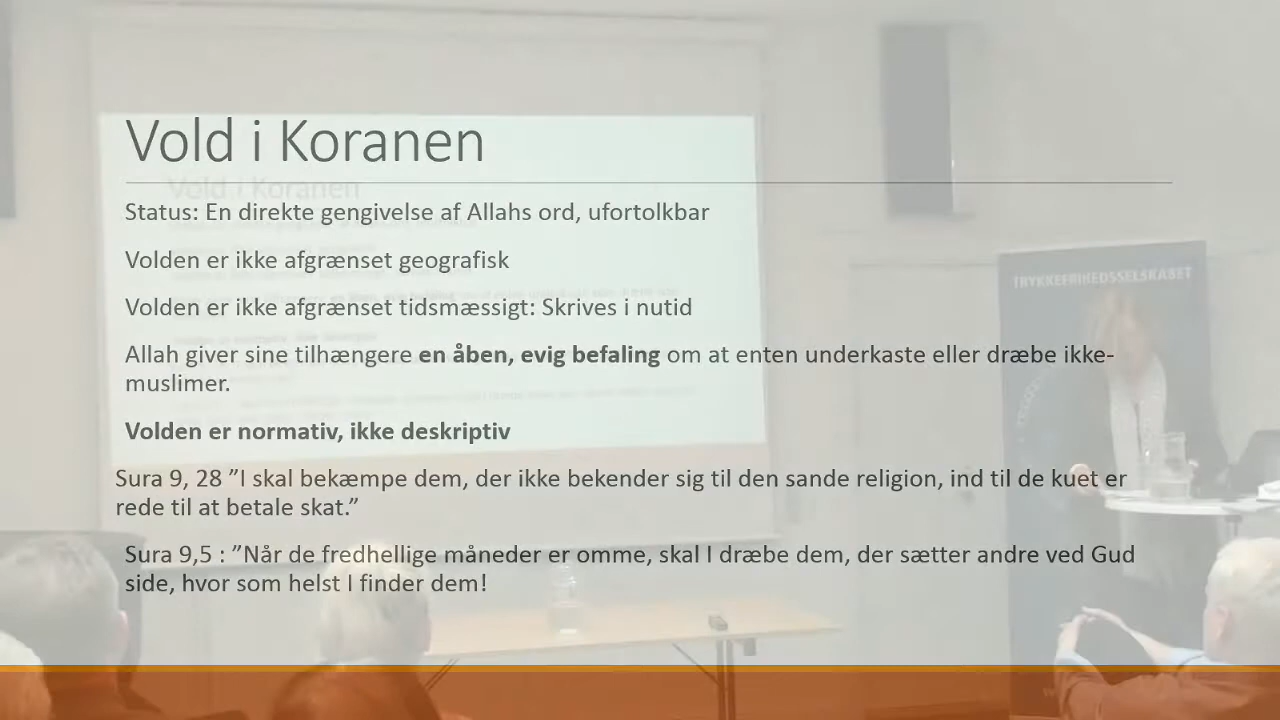 Vold i Koranen
Status: En direkte gengivelse af Allahs ord, ufortolkbar
Volden er ikke afgrænset geografisk
Volden er ikke afgrænset tidsmæssigt: Skrives i nutid
Allah giver sine tilhængere en åben, evig befaling om at enten underkaste eller dræbe ikke-
muslimer.
Volden er normativ, ikke deskriptiv
Sura 9, 28 ”I skal bekæmpe dem, der ikke bekender sig til den sande religion, ind til de kuet er
rede til at betale skat.”
Sura 9,5 : ”Når de fredhellige måneder er omme, skal I dræbe dem, der sætter andre ved Gud
side, hvor som helst I finder dem!
Vold i Koranen
TRYKKEFRIHEDSSELSKABET